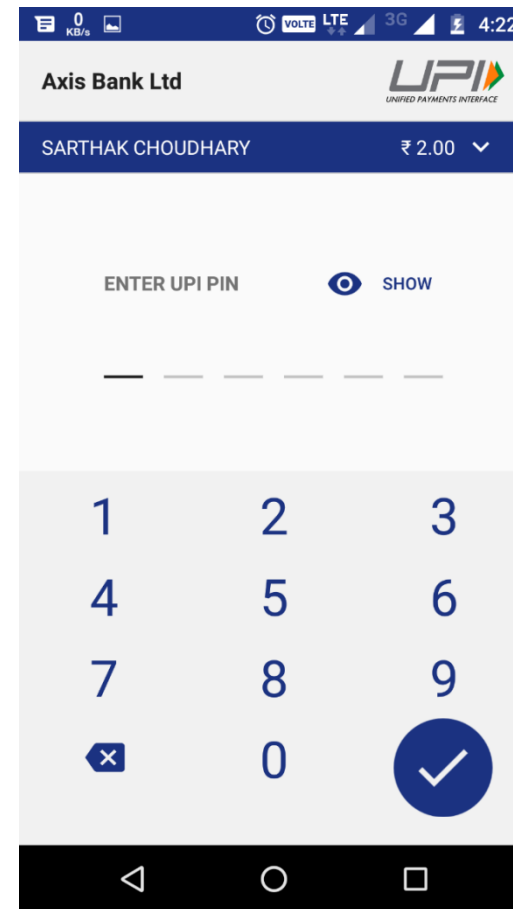 0 KB/s VOLTE LTE 3G 4:22
Axis Bank Ltd UPI
UNIFIED PAYMENTS INTERFACE
SARTHAK CHOUDHARY ₹ 2.00
ENTER UPI PIN SHOW
1 2 3
4 5 6
7 8 9
0